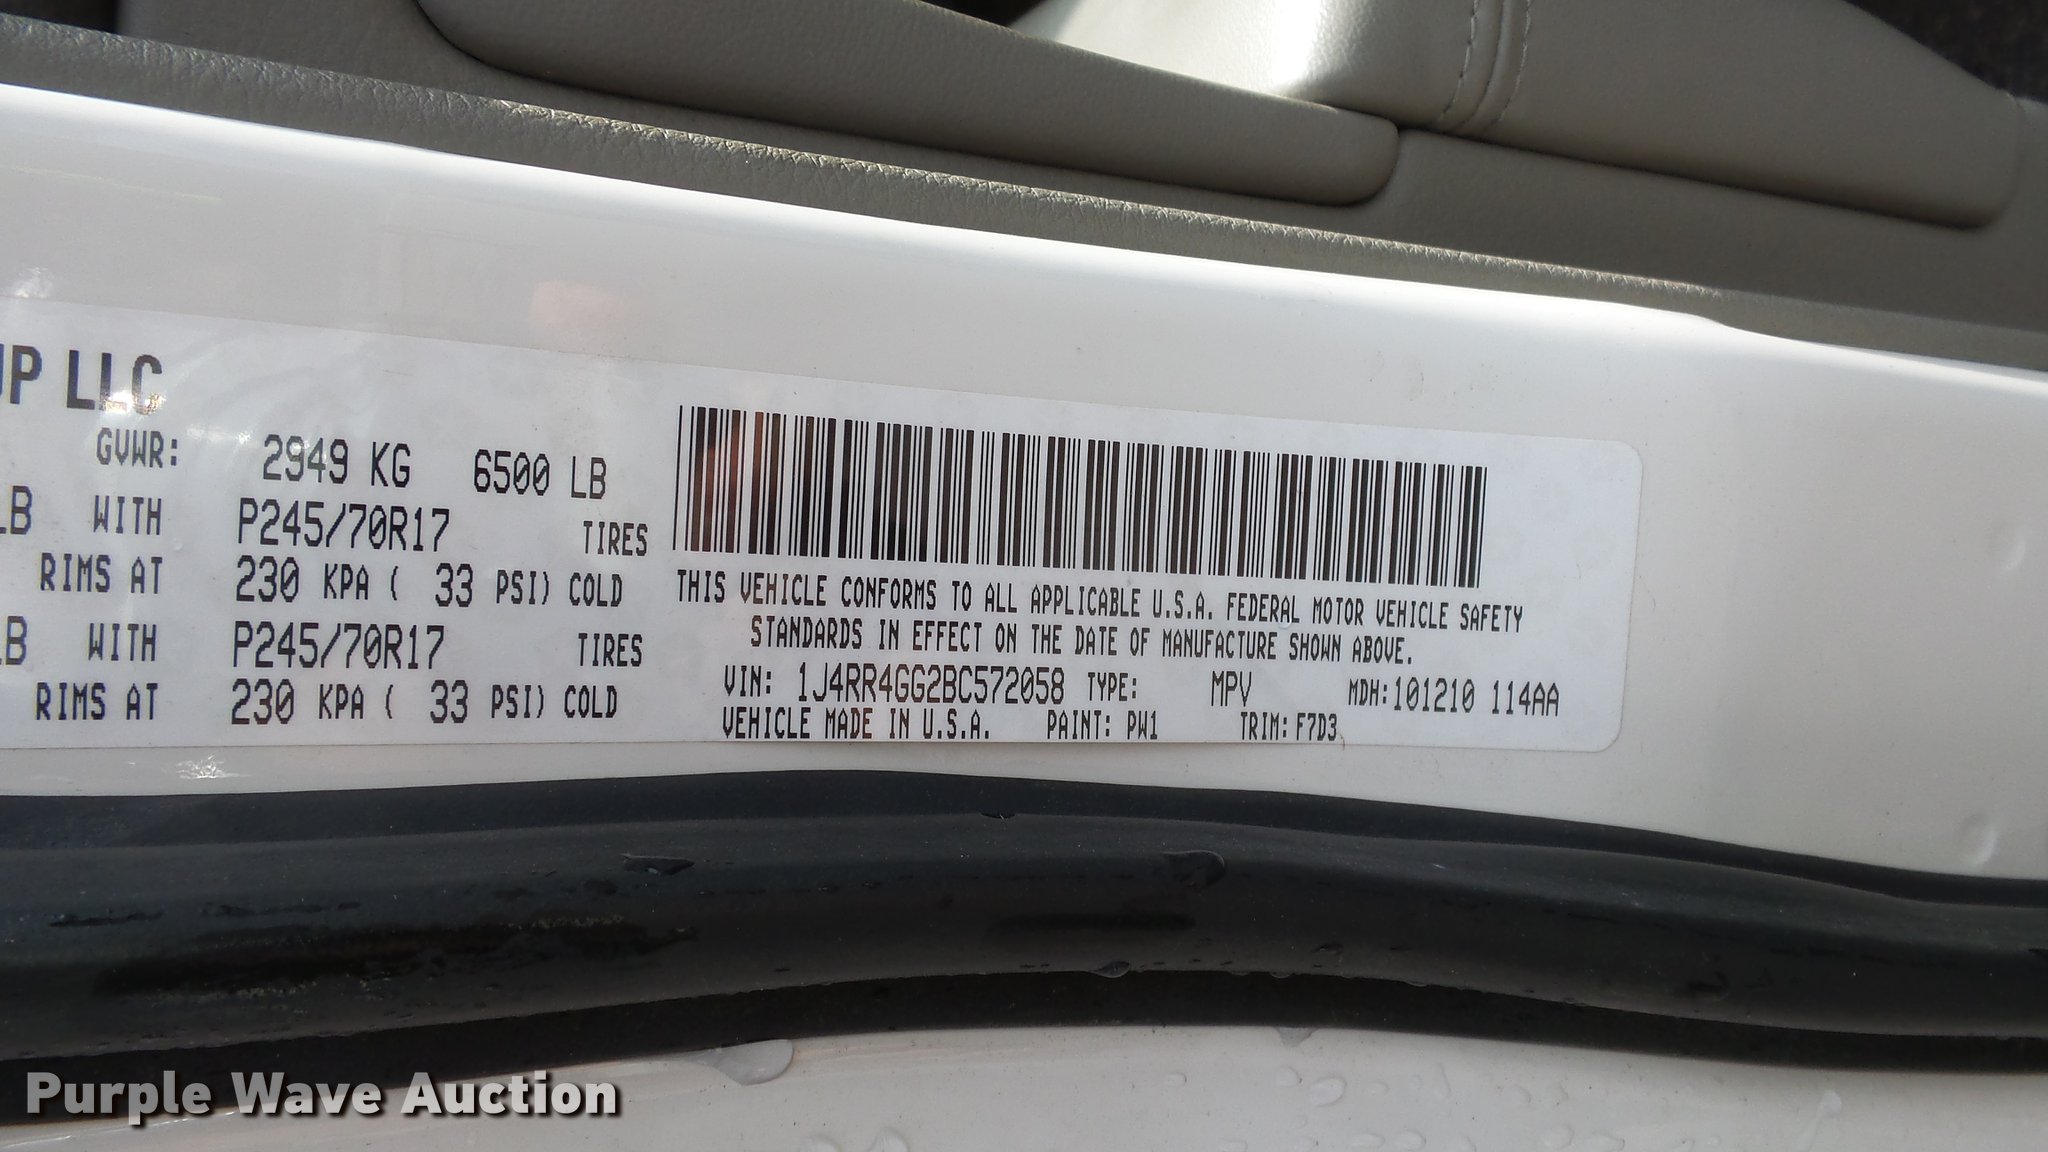 UP LLC
GVWR: 2949 KG 6500 LB
LB WITH P245/70R17 TIRES
RIMS AT 230 KPA ( 33 PSI) COLD
LB WITH P245/70R17 TIRES
RIMS AT 230 KPA ( 33 PSI) COLD
THIS VEHICLE CONFORMS TO ALL APPLICABLE U.S.A. FEDERAL MOTOR VEHICLE SAFETY
STANDARDS IN EFFECT ON THE DATE OF MANUFACTURE SHOWN ABOVE.
VIN: 1J4RR4GG2BC572058 TYPE: MPV MDH:101210 114AA
VEHICLE MADE IN U.S.A. PAINT: PW1 TRIM: F7D3
Purple Wave Auction